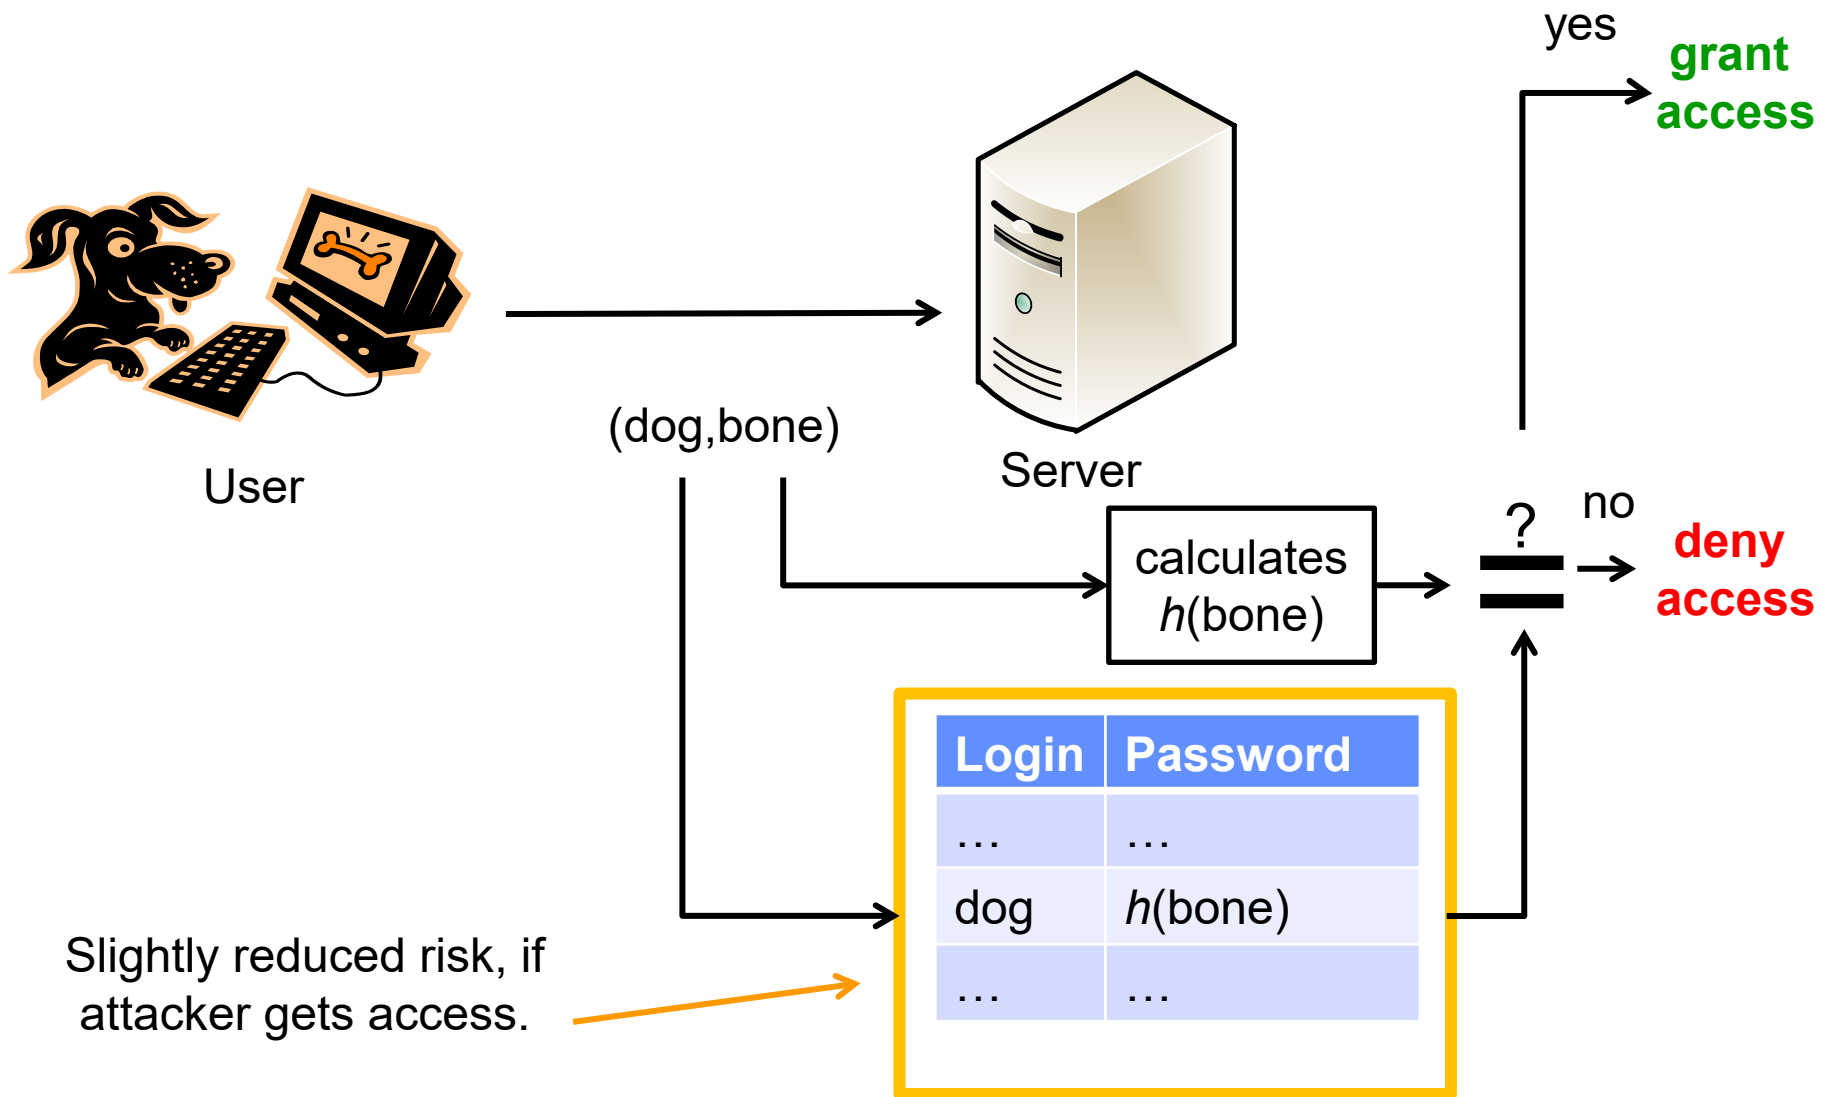 yes
grant
access
(dog,bone)
User
Server
calculates
h(bone)
?
=
no
deny
access
Login Password
… …
dog h(bone)
… …
Slightly reduced risk, if
attacker gets access.